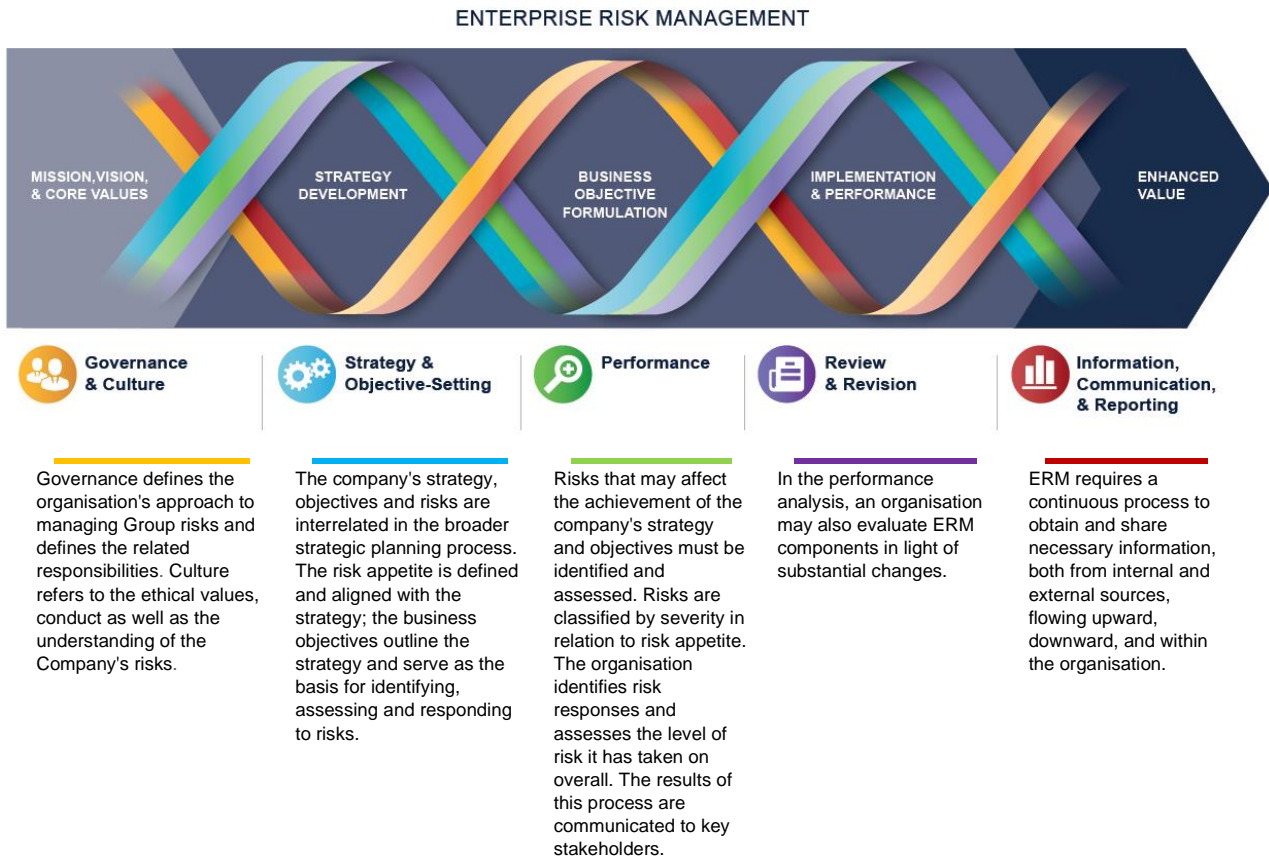 ENTERPRISE RISK MANAGEMENT
MISSION,VISION,
& CORE VALUES
STRATEGY
DEVELOPMENT
BUSINESS
OBJECTIVE
FORMULATION
IMPLEMENTATION
& PERFORMANCE
ENHANCED
VALUE
Governance
& Culture
Strategy &
Objective-Setting
Performance
Review
& Revision
Information,
Communication,
& Reporting
Governance defines the
organisation's approach to
managing Group risks and
defines the related
responsibilities. Culture
refers to the ethical values,
conduct as well as the
understanding of the
Company's risks.
The company's strategy,
objectives and risks are
interrelated in the broader
strategic planning process.
The risk appetite is defined
and aligned with the
strategy; the business
objectives outline the
strategy and serve as the
basis for identifying,
assessing and responding
to risks.
Risks that may affect
the achievement of the
company's strategy
and objectives must be
identified and
assessed. Risks are
classified by severity in
relation to risk appetite.
The organisation
identifies risk
responses and
assesses the level of
risk it has taken on
overall. The results of
this process are
communicated to key
stakeholders.
In the performance
analysis, an organisation
may also evaluate ERM
components in light of
substantial changes.
ERM requires a
continuous process to
obtain and share
necessary information,
both from internal and
external sources,
flowing upward,
downward, and within
the organisation.